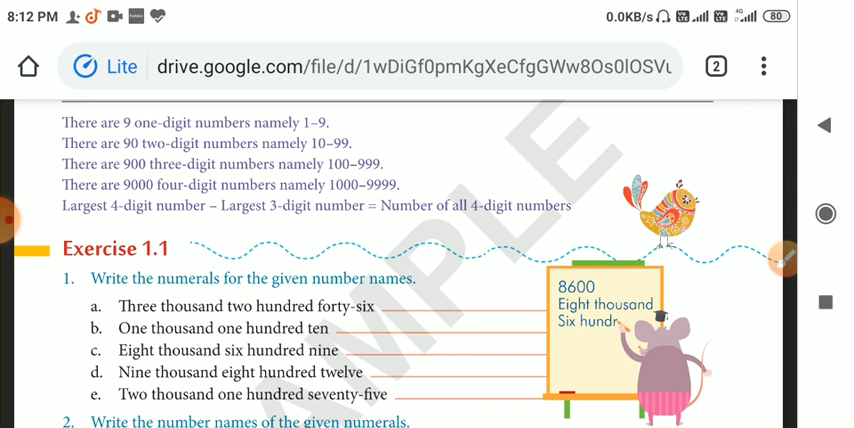 8:12 PM
0.0KB/s
4G
80
Lite drive.google.com/file/d/1wDiGf0pmKgXeCfgGWw8Os0lOSVu
2
There are 9 one-digit numbers namely 1–9.
There are 90 two-digit numbers namely 10–99.
There are 900 three-digit numbers namely 100–999.
There are 9000 four-digit numbers namely 1000–9999.
Largest 4-digit number – Largest 3-digit number = Number of all 4-digit numbers
Exercise 1.1
1. Write the numerals for the given number names.
a. Three thousand two hundred forty-six
b. One thousand one hundred ten
c. Eight thousand six hundred nine
d. Nine thousand eight hundred twelve
e. Two thousand one hundred seventy-five
8600
Eight thousand
Six hundr
2. Write the number names of the given numerals.
AMPLE